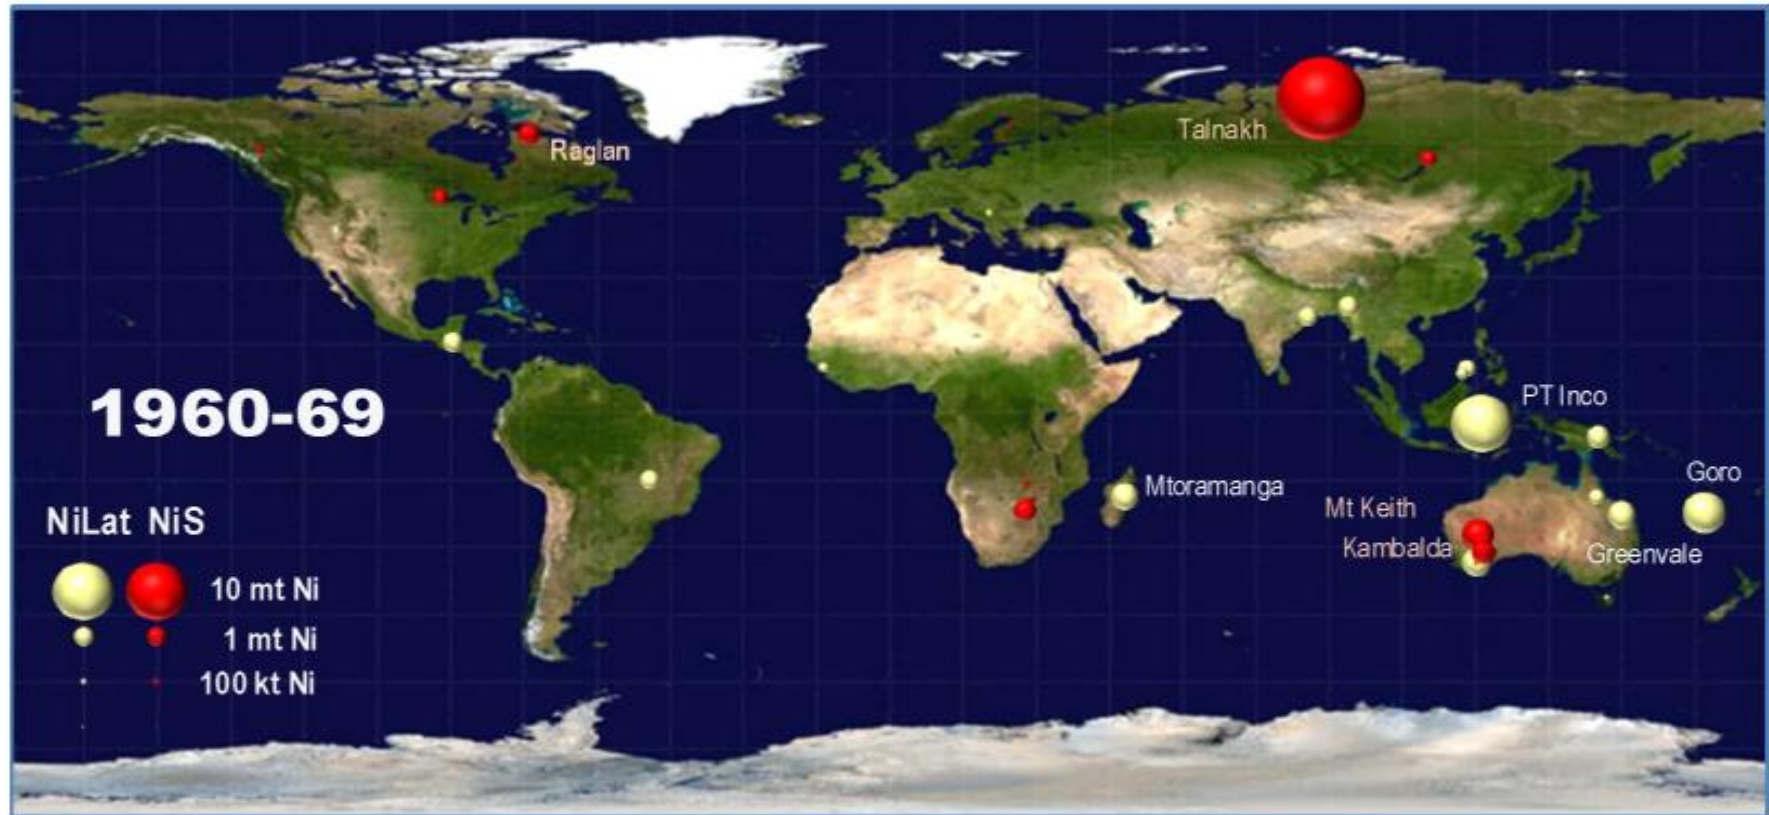 Talnakh
Raglan
1960-69
PT Inco
Goro
Mtoramanga
Mt Keith
Kambalda
Greenvale
NiLat NiS
10 mt Ni
1 mt Ni
100 kt Ni